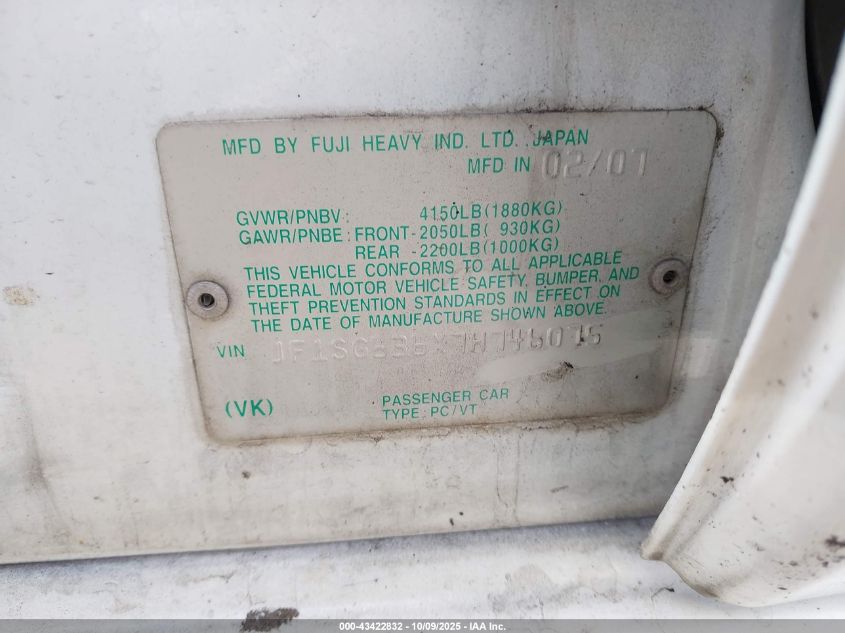 MFD BY FUJI HEAVY IND. LTD. JAPAN
MFD IN 02/07
GVWR/PNBV: 4150LB(1880KG)
GAWR/PNBE: FRONT-2050LB( 930KG)
REAR -2200LB(1000KG)
THIS VEHICLE CONFORMS TO ALL APPLICABLE
FEDERAL MOTOR VEHICLE SAFETY, BUMPER, AND
THEFT PREVENTION STANDARDS IN EFFECT ON
THE DATE OF MANUFACTURE SHOWN ABOVE.
VIN
(VK)
PASSENGER CAR
TYPE: PC/VT
000-43422832 - 10/09/2025 - IAA Inc.